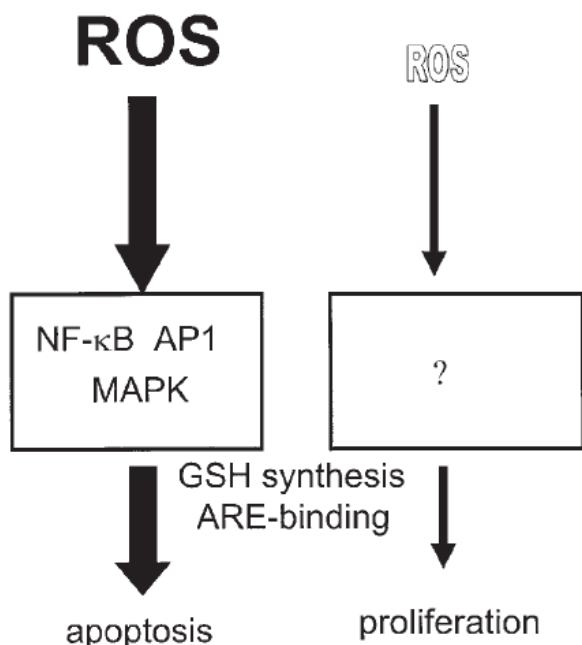 ROS
ROS
NF-κB AP1
MAPK
?
GSH synthesis
ARE-binding
apoptosis
proliferation